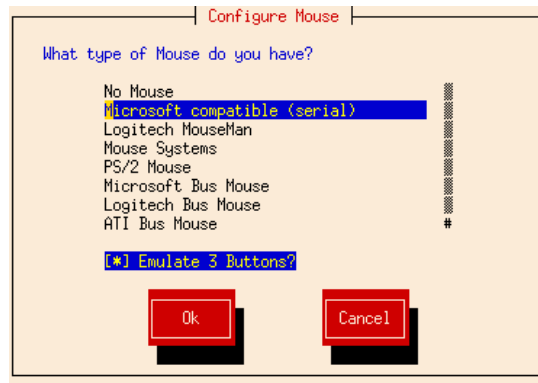 Configure Mouse
What type of Mouse do you have?
No Mouse
Microsoft compatible (serial)
Logitech MouseMan
Mouse Systems
PS/2 Mouse
Microsoft Bus Mouse
Logitech Bus Mouse
ATI Bus Mouse #
[*] Emulate 3 Buttons?
Ok Cancel